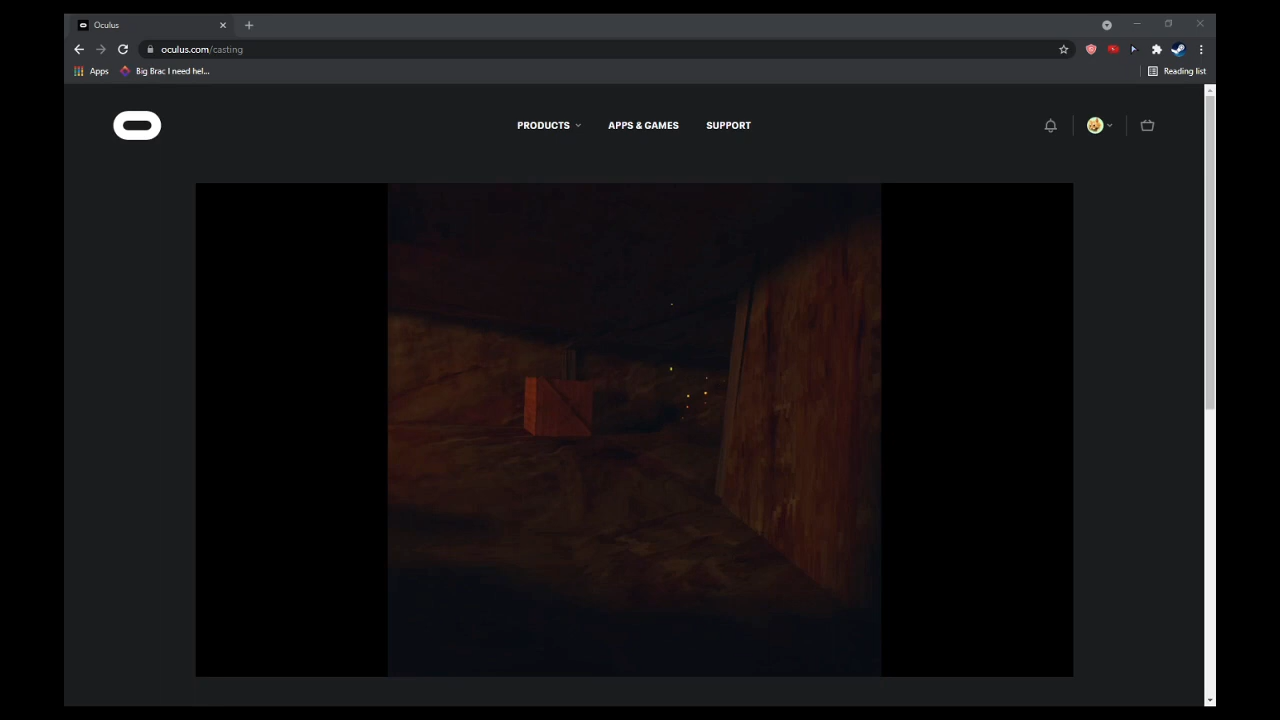 Oculus
oculus.com/casting
Apps
Big Brac I need hel...
Reading list
PRODUCTS
APPS & GAMES
SUPPORT